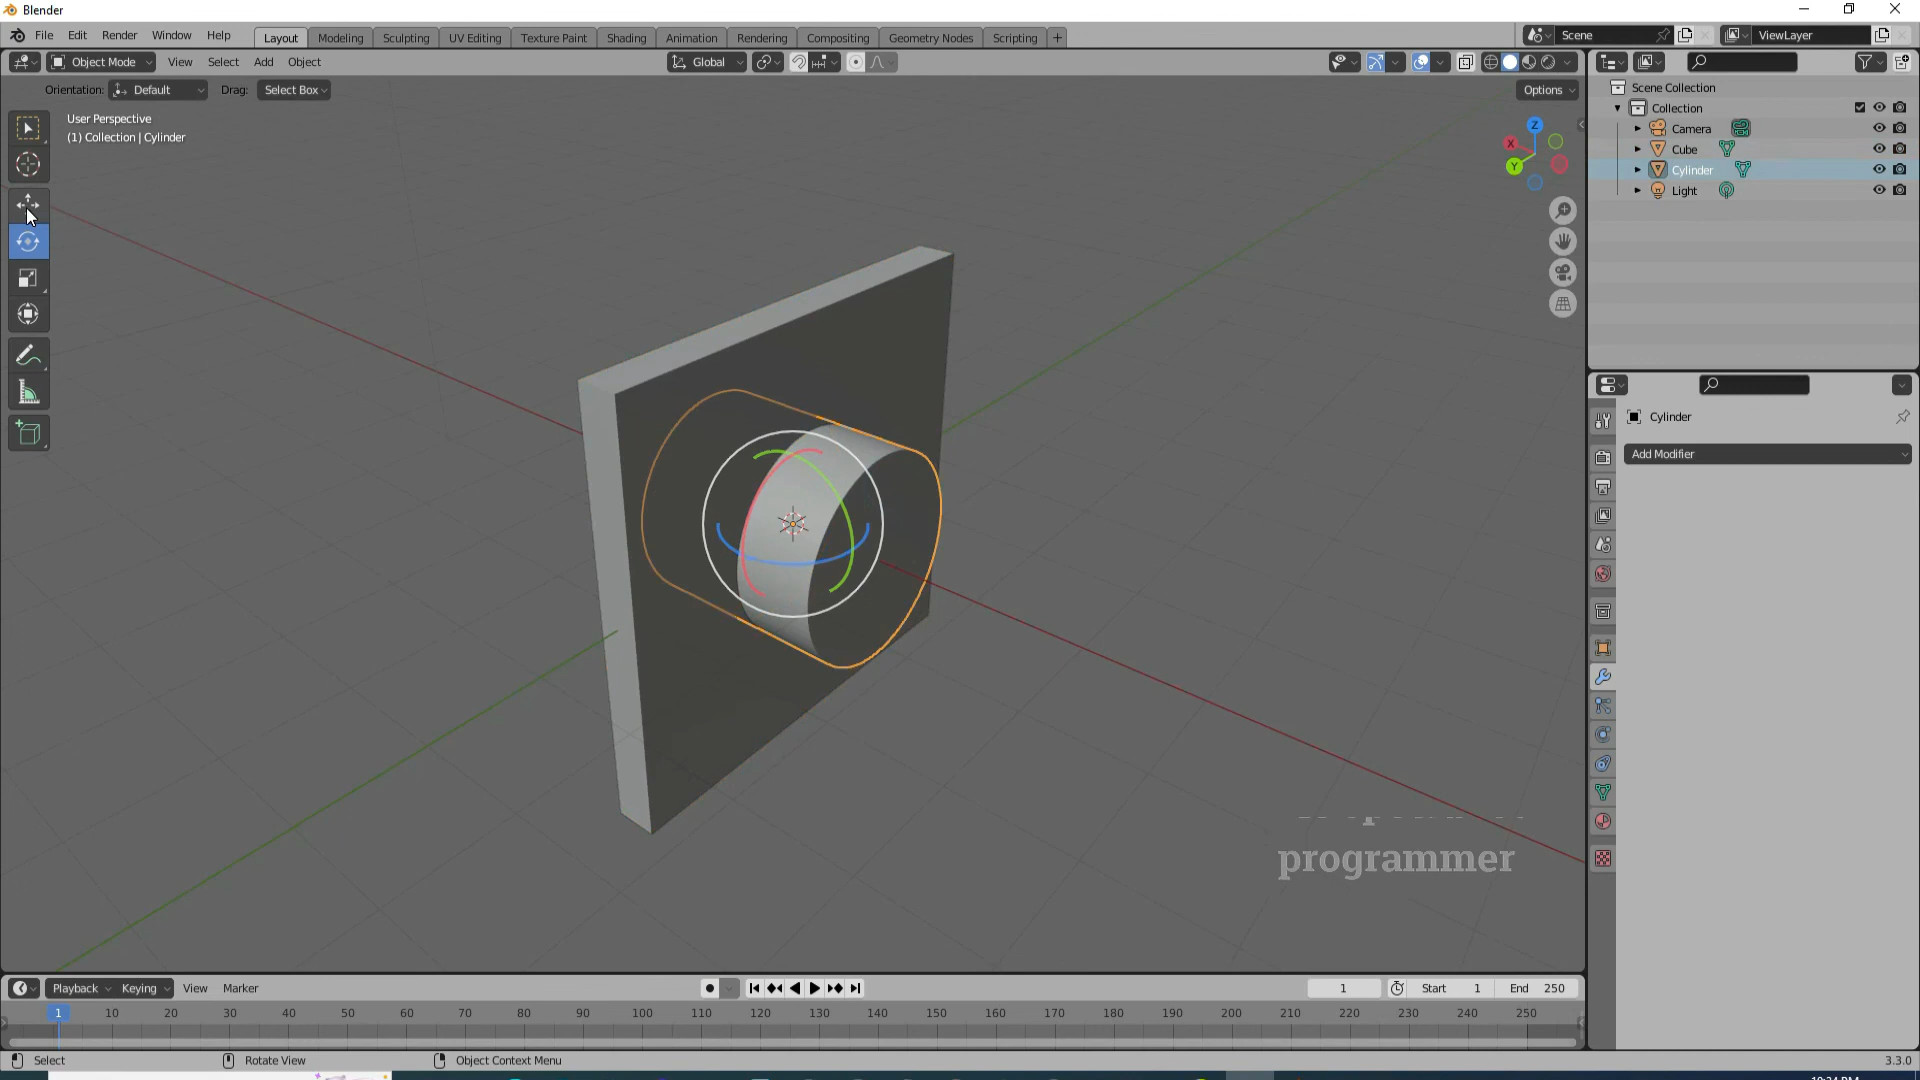 Blender
File Edit Render Window Help
Layout Modeling Sculpting UV Editing Texture Paint Shading Animation Rendering Compositing Geometry Nodes Scripting +
Scene
ViewLayer
Object Mode View Select Add Object
Global
Orientation: Default Drag: Select Box
Options
User Perspective
(1) Collection | Cylinder
Z
X
Y
Scene Collection
Collection
Camera
Cube
Cylinder
Light
Cylinder
Add Modifier
programmer
Playback Keying View Marker
1
Start 1
End 250
1 10 20 30 40 50 60 70 80 90 100 110 120 130 140 150 160 170 180 190 200 210 220 230 240 250
Select
Rotate View
Object Context Menu
3.3.0